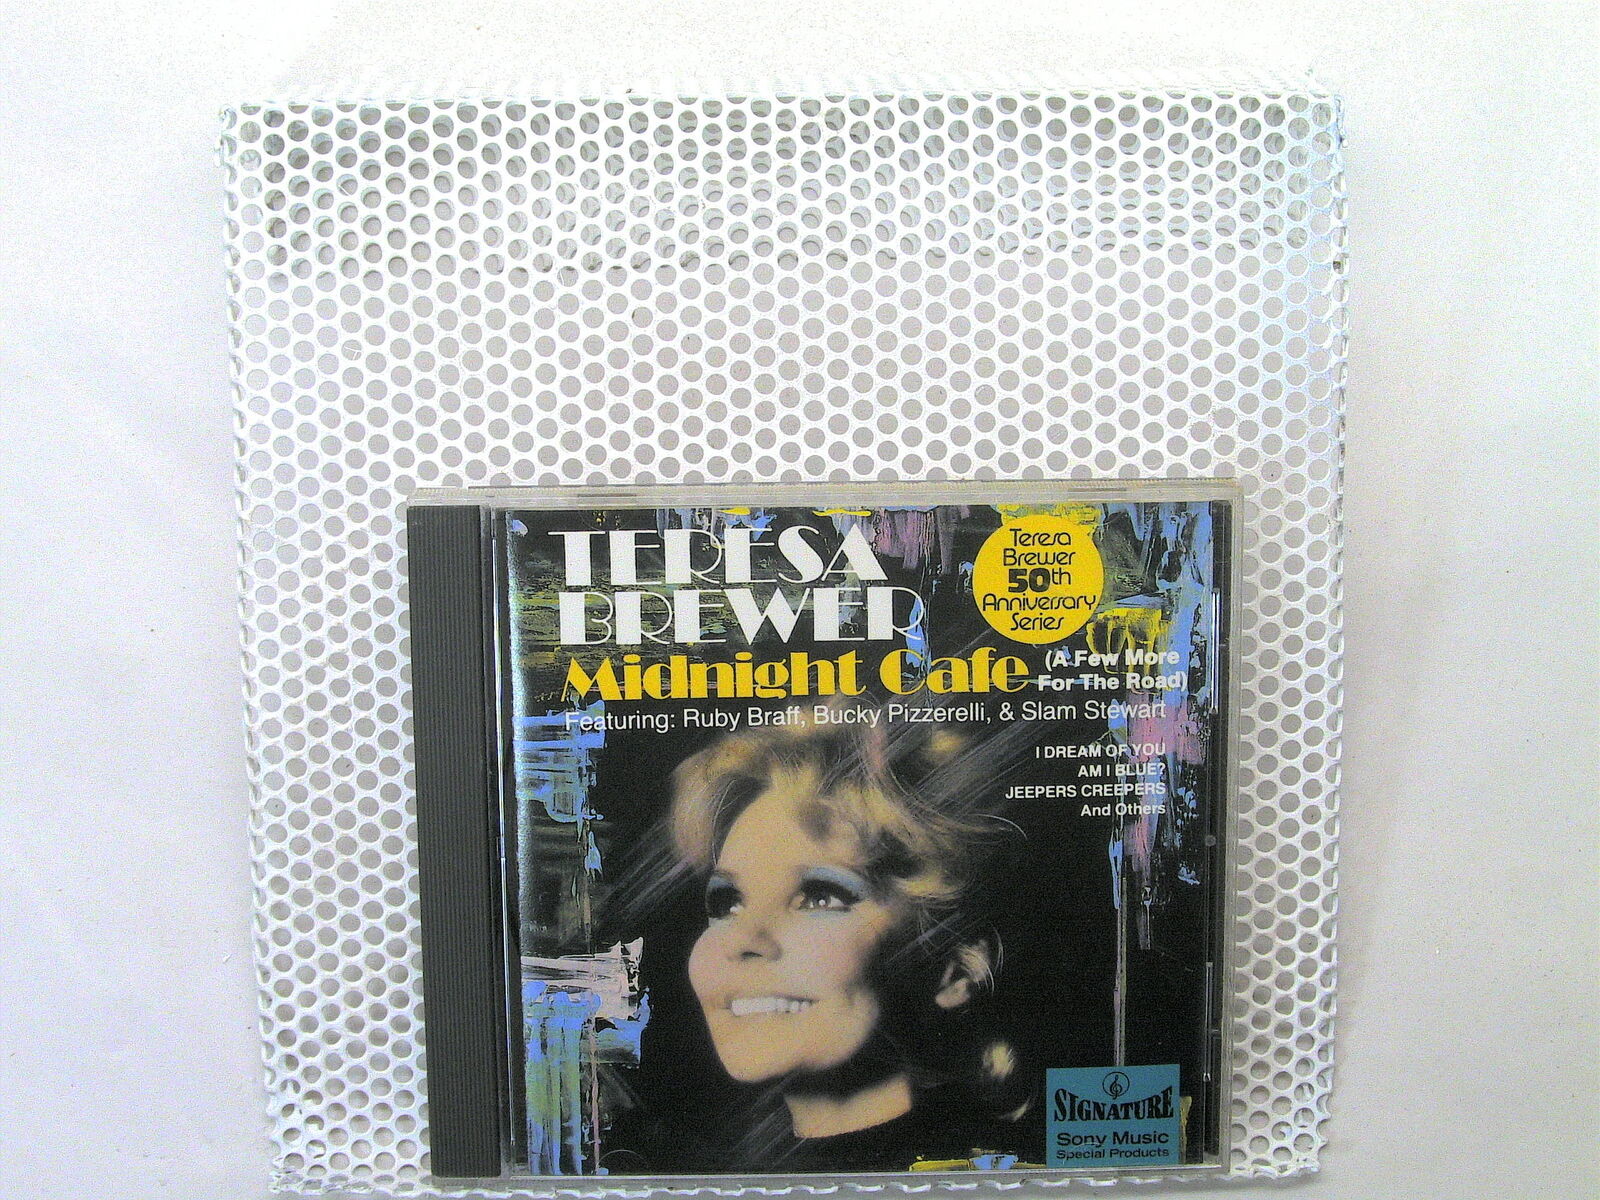 TERESA
BREWER
Midnight Cafe
(A Few More
For The Road)
Featuring: Ruby Braff, Bucky Pizzerelli, & Slam Stewart
Teresa
Brewer
50th
Anniversary
Series
I DREAM OF YOU
AM I BLUE?
JEEPERS CREEPERS
And Others
SIGNATURE
Sony Music
Special Products